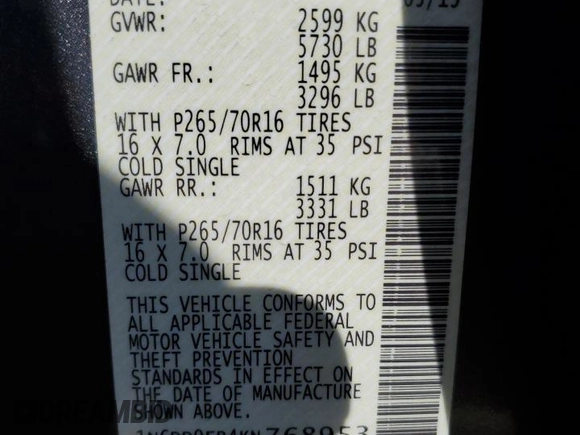 DATE:
GVWR: 2599 KG
5730 LB
GAWR FR.: 1495 KG
3296 LB
WITH P265/70R16 TIRES
16 X 7.0 RIMS AT 35 PSI
COLD SINGLE
GAWR RR.: 1511 KG
3331 LB
WITH P265/70R16 TIRES
16 X 7.0 RIMS AT 35 PSI
COLD SINGLE
THIS VEHICLE CONFORMS TO
ALL APPLICABLE FEDERAL
MOTOR VEHICLE SAFETY AND
THEFT PREVENTION
STANDARDS IN EFFECT ON
THE DATE OF MANUFACTURE
SHOWN ABOVE.